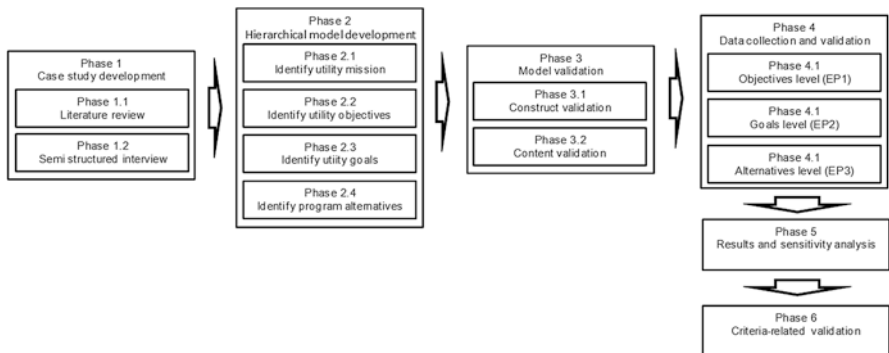 Phase 1
Case study development
Phase 1.1
Literature review
Phase 1.2
Semi structured interview
Phase 2
Hierarchical model development
Phase 2.1
Identify utility mission
Phase 2.2
Identify utility objectives
Phase 2.3
Identify utiity goals
Phase 2.4
Identify program alternatives
Phase 3
Model validation
Phase 3.1
Construct validation
Phase 3.2
Content validation
Phase 4
Data collection and validation
Phase 4.1
Objectives level (EP1)
Phase 4.1
Goals level (EP2)
Phase 4.1
Alternatives level (EP3)
Phase 5
Results and sensitivity analysis
Phase 6
Criteria-related validation